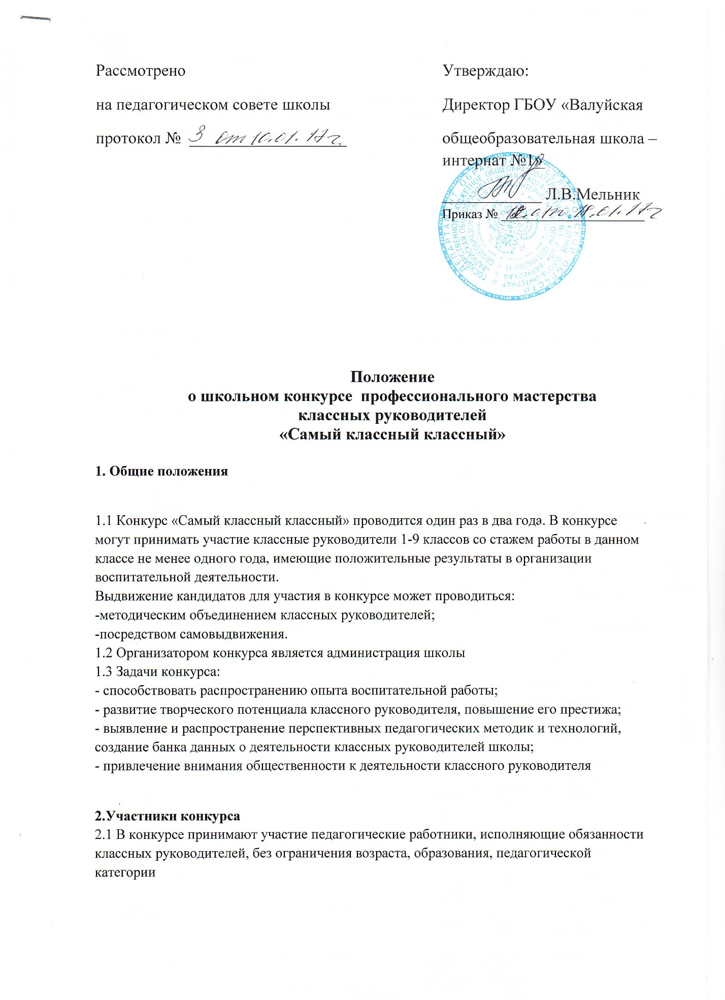 Рассмотрено
на педагогическом совете школы
протокол № 3 от 10.01.17г.
Утверждаю:
Директор ГБОУ «Валуйская
общеобразовательная школа –
интернат №1»
Л.В.Мельник
Приказ № 12 от 18.01.17г
Положение
о школьном конкурсе профессионального мастерства
классных руководителей
«Самый классный классный»
1. Общие положения
1.1 Конкурс «Самый классный классный» проводится один раз в два года. В конкурсе
могут принимать участие классные руководители 1-9 классов со стажем работы в данном
классе не менее одного года, имеющие положительные результаты в организации
воспитательной деятельности.
Выдвижение кандидатов для участия в конкурсе может проводиться:
-методическим объединением классных руководителей;
-посредством самовыдвижения.
1.2 Организатором конкурса является администрация школы
1.3 Задачи конкурса:
- способствовать распространению опыта воспитательной работы;
- развитие творческого потенциала классного руководителя, повышение его престижа;
- выявление и распространение перспективных педагогических методик и технологий,
создание банка данных о деятельности классных руководителей школы;
- привлечение внимания общественности к деятельности классного руководителя
2.Участники конкурса
2.1 В конкурсе принимают участие педагогические работники, исполняющие обязанности
классных руководителей, без ограничения возраста, образования, педагогической
категории